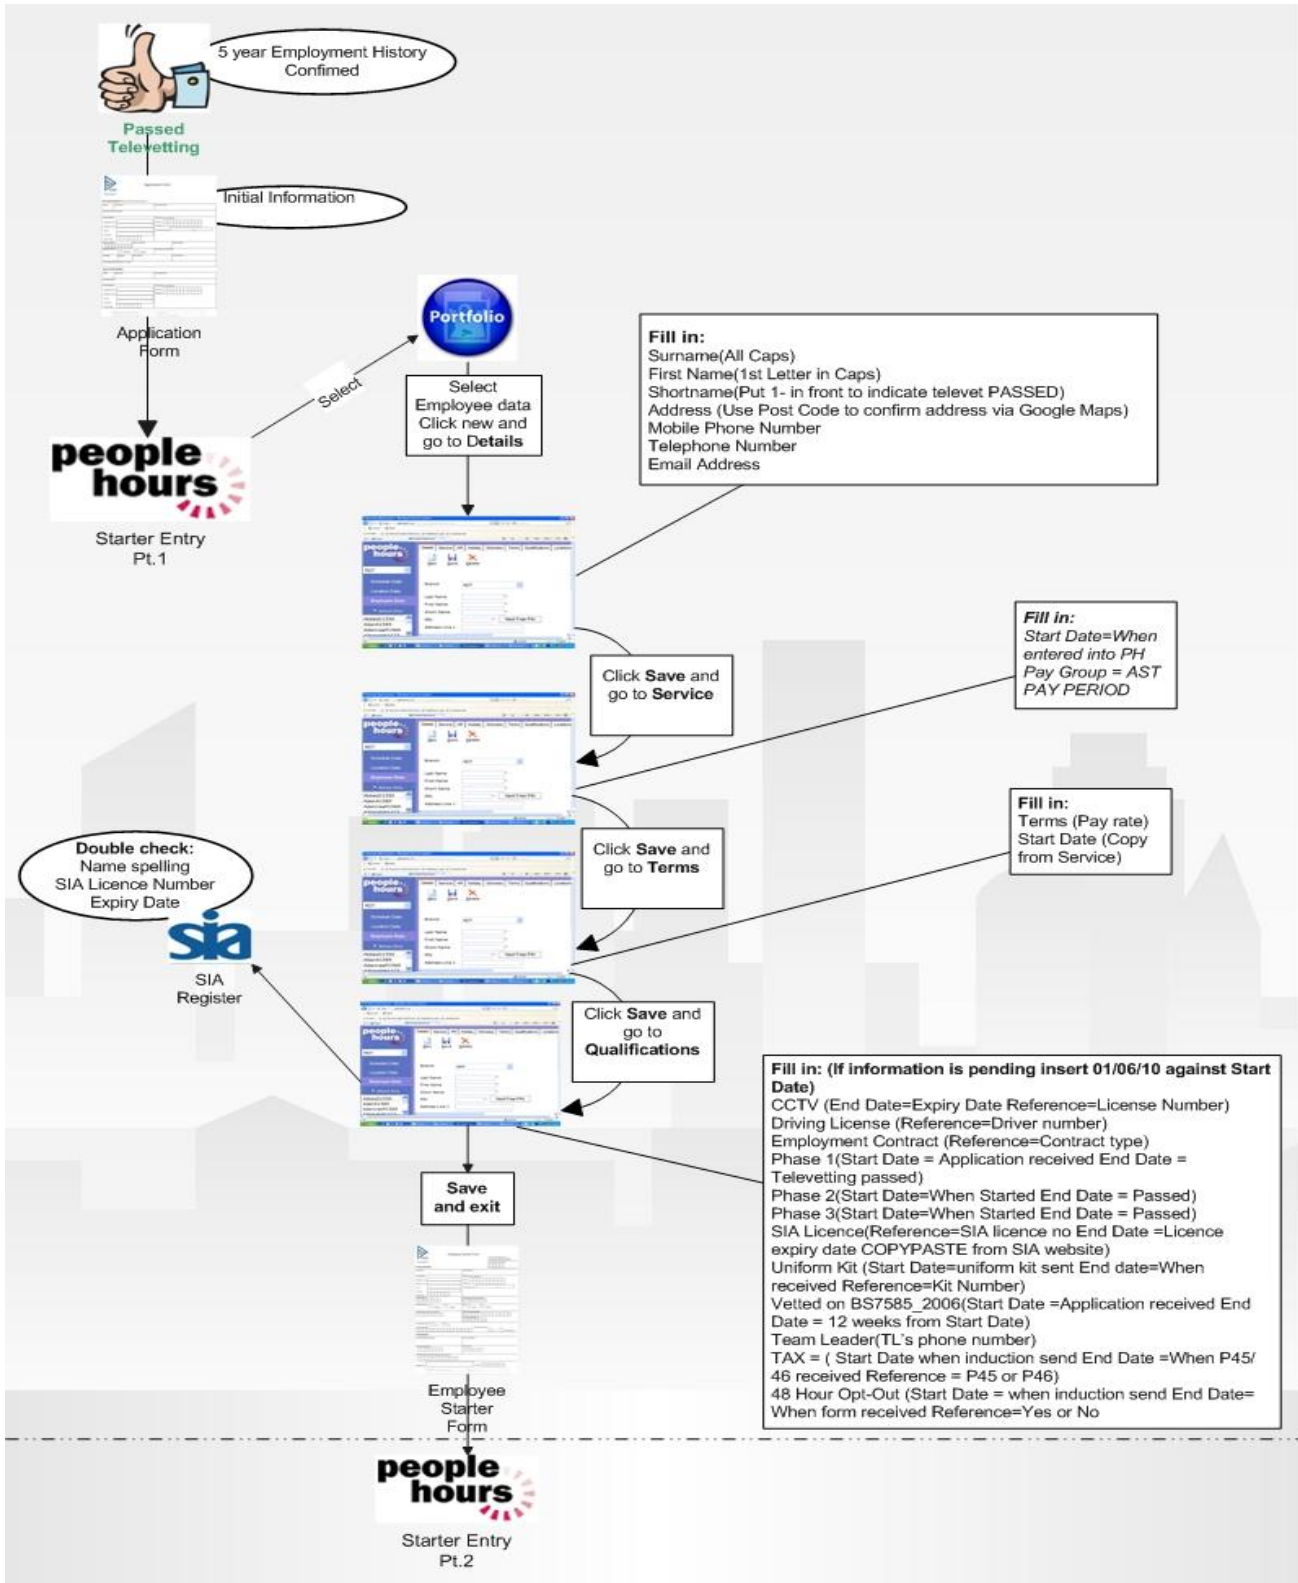 5 year Employment History
Confimed
Passed
Televetting
Initial Information
Application
Form
people
hours
Starter Entry
Pt.1
Select
Portfolio
Select
Employee data
Click new and
go to Details
Fill in:
Surname(All Caps)
First Name(1st Letter in Caps)
Shortname(Put 1- in front to indicate televet PASSED)
Address (Use Post Code to confirm address via Google Maps)
Mobile Phone Number
Telephone Number
Email Address
people
hours
Click Save and
go to Service
Fill in:
Start Date=When
entered into PH
Pay Group = AST
PAY PERIOD
people
hours
Click Save and
go to Terms
Fill in:
Terms (Pay rate)
Start Date (Copy
from Service)
people
hours
Double check:
Name spelling
SIA Licence Number
Expiry Date
sia
SIA
Register
Click Save and
go to
Qualifications
people
hours
Fill in: (If information is pending insert 01/06/10 against Start
Date)
CCTV (End Date=Expiry Date Reference=License Number)
Driving License (Reference=Driver number)
Employment Contract (Reference=Contract type)
Phase 1(Start Date = Application received End Date =
Televetting passed)
Phase 2(Start Date=When Started End Date = Passed)
Phase 3(Start Date=When Started End Date = Passed)
SIA Licence(Reference=SIA licence no End Date =Licence
expiry date COPYPASTE from SIA website)
Uniform Kit (Start Date=uniform kit sent End date=When
received Reference=Kit Number)
Vetted on BS7585_2006(Start Date =Application received End
Date = 12 weeks from Start Date)
Team Leader(TL's phone number)
TAX = ( Start Date when induction send End Date =When P45/
46 received Reference = P45 or P46)
48 Hour Opt-Out (Start Date = when induction send End Date=
When form received Reference=Yes or No
Save
and exit
Employee
Starter
Form
people
hours
Starter Entry
Pt.2